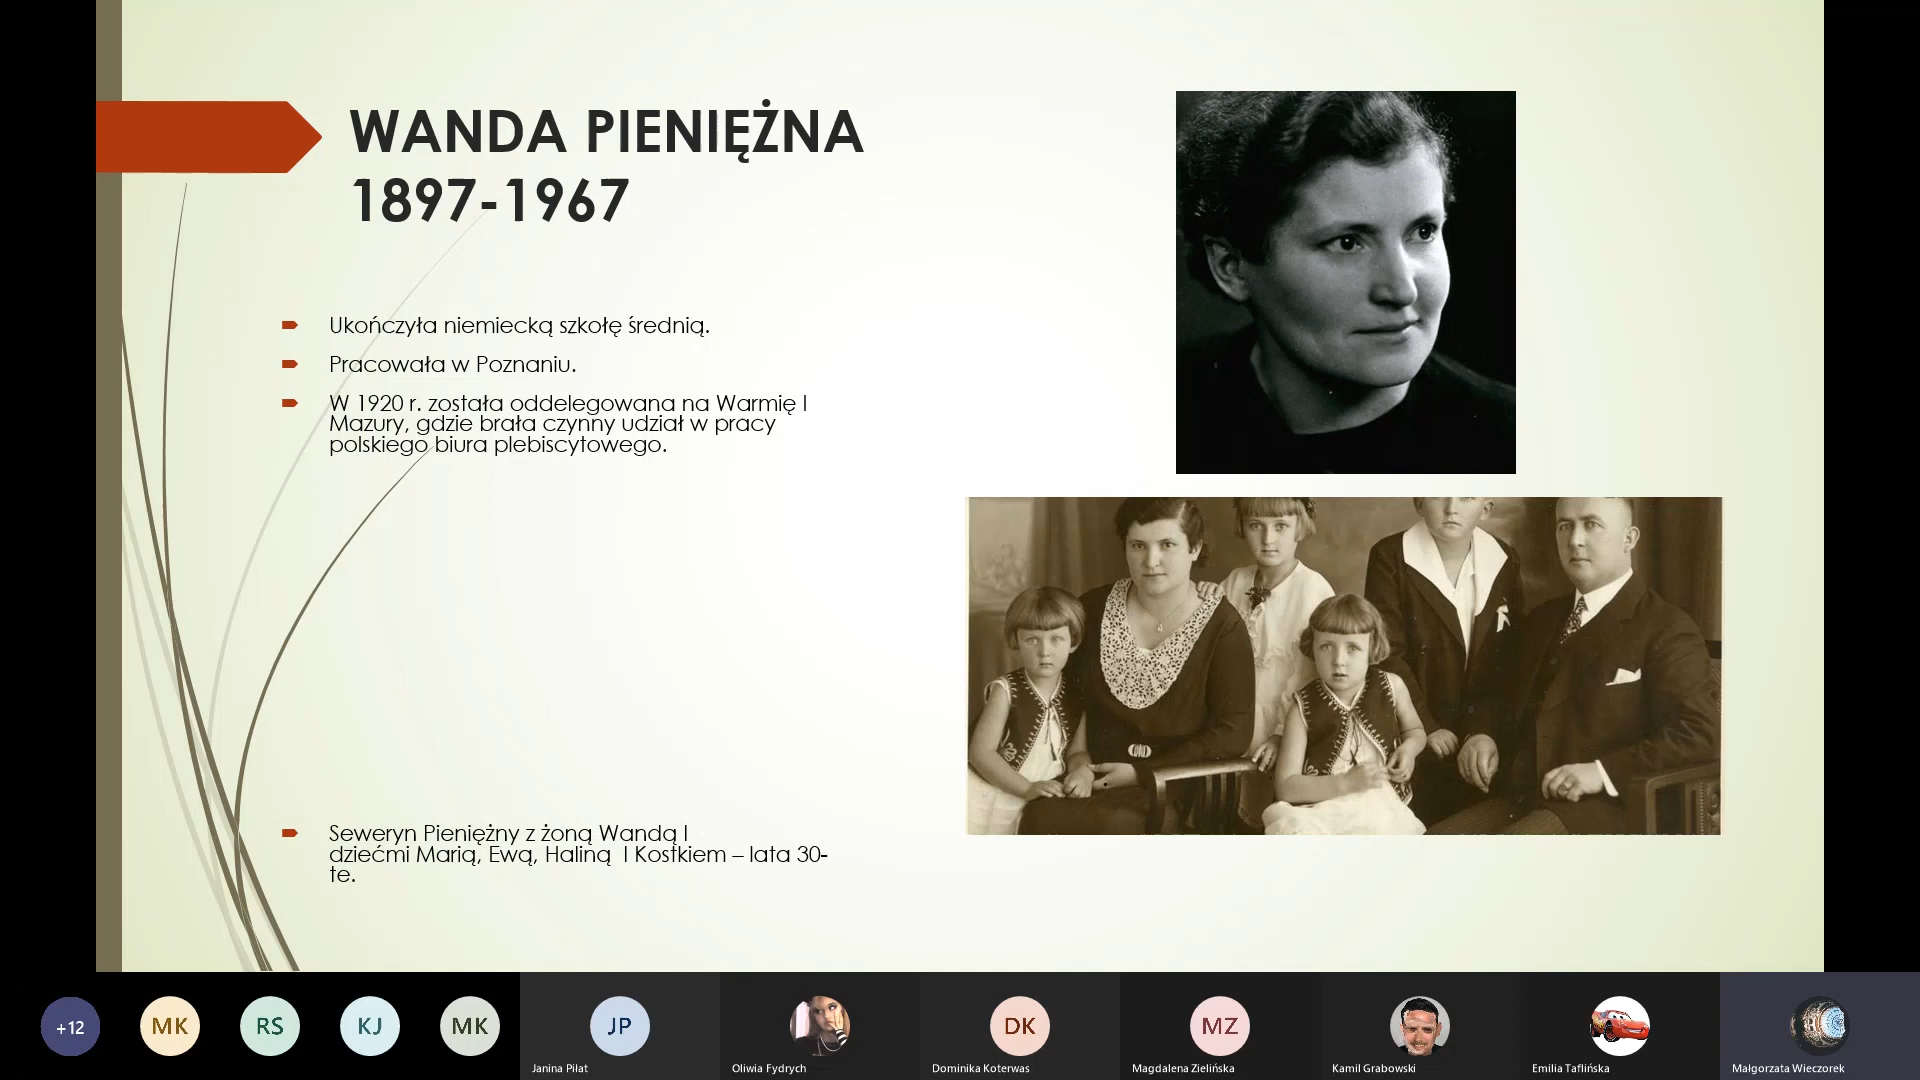 WANDA PIENIĘŻNA
1897-1967
Ukończyła niemiecką szkołę średnią.
Pracowała w Poznaniu.
W 1920 r. została oddelegowana na Warmię I
Mazury, gdzie brała czynny udział w pracy
polskiego biura plebiscytowego.
Seweryn Pieniężny z żoną Wandą I
dziećmi Marią, Ewą, Haliną  I Kostkiem – lata 30-
te.
+12
MK
RS
KJ
MK
JP
DK
MZ
Janina Piłat
Oliwia Fydrych
Dominika Koterwas
Magdalena Zielińska
Kamil Grabowski
Emilia Taflińska
Małgorzata Wieczorek